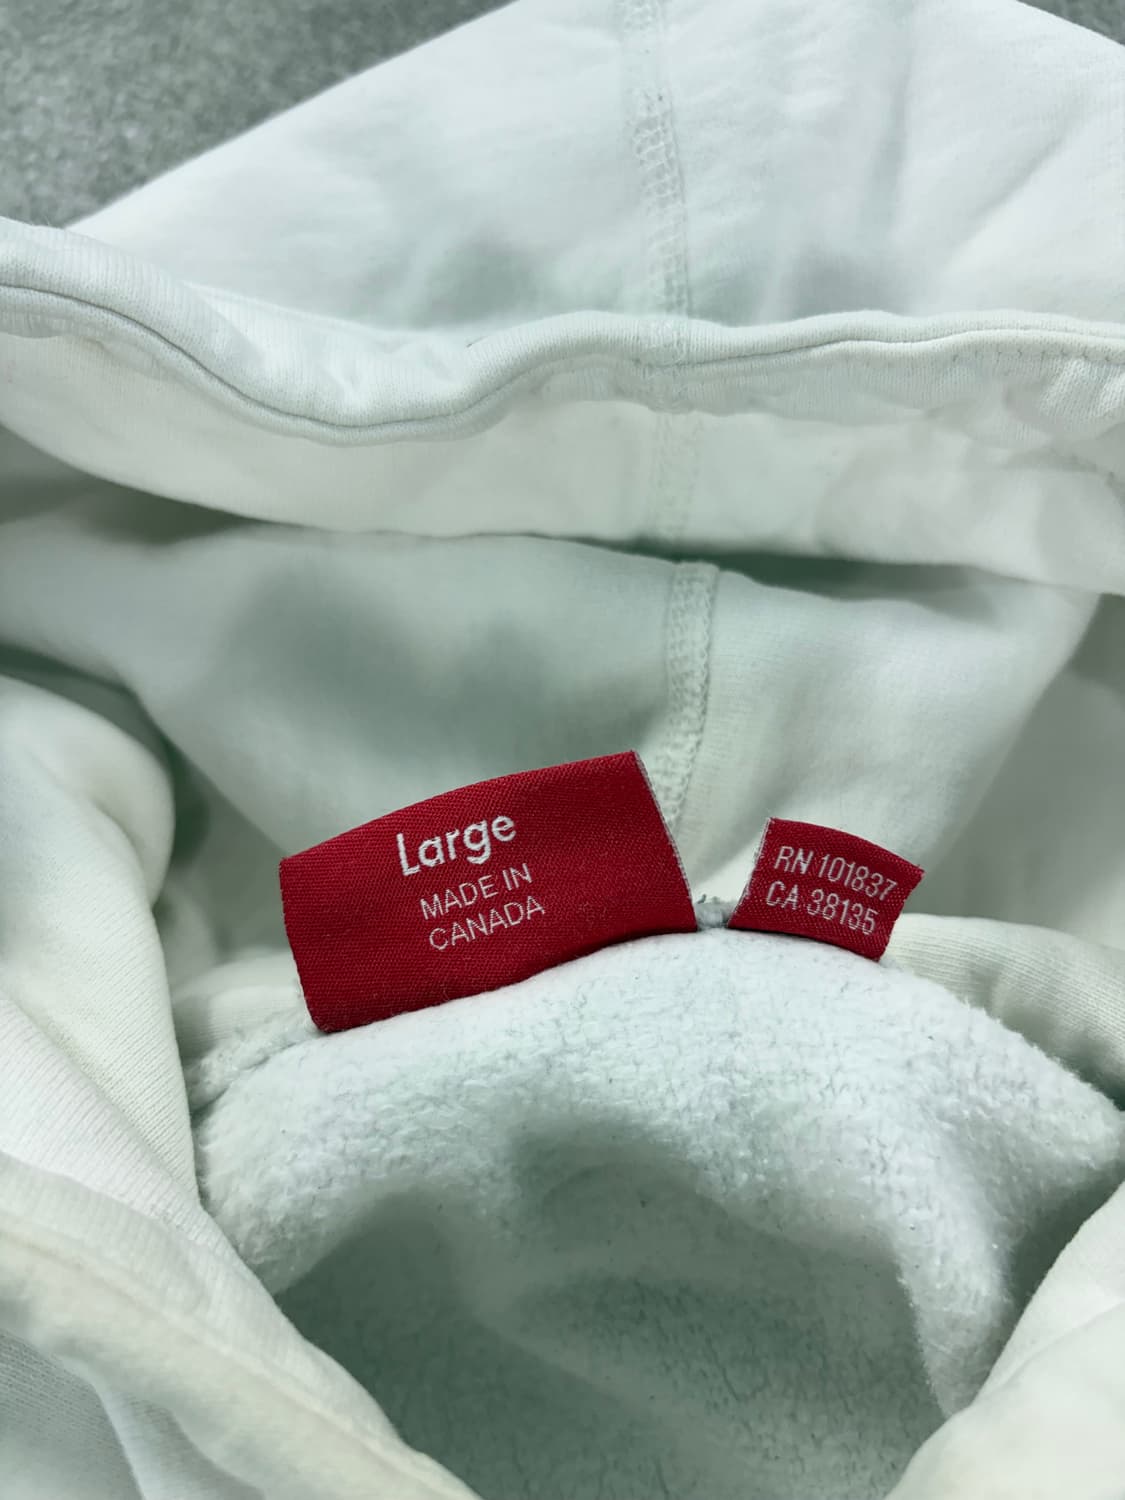 Large
MADE IN
CANADA
RN 101837
CA 38135